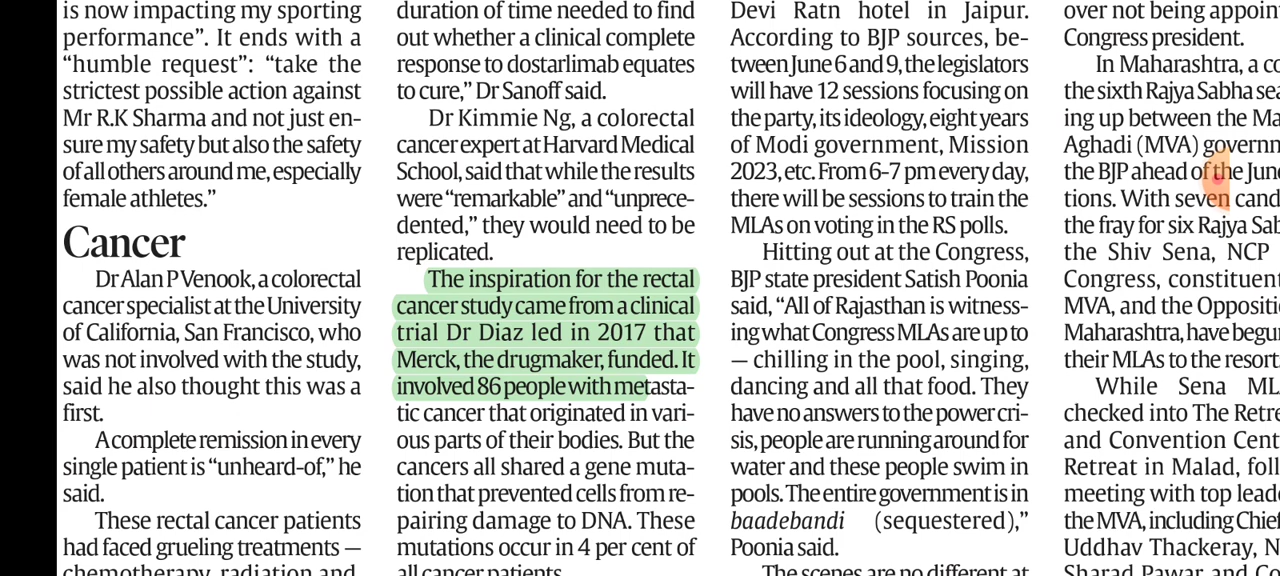 is now impacting my sporting
performance”. It ends with a
“humble request”: “take the
strictest possible action against
Mr R.K Sharma and not just en-
sure my safety but also the safety
of all others around me, especially
female athletes.”
Cancer
Dr Alan P Venook, a colorectal
cancer specialist at the University
of California, San Francisco, who
was not involved with the study,
said he also thought this was a
first.
A complete remission in every
single patient is “unheard-of,” he
said.
These rectal cancer patients
had faced grueling treatments —
chemotherapy, radiation and,
duration of time needed to find
out whether a clinical complete
response to dostarlimab equates
to cure,” Dr Sanoff said.
Dr Kimmie Ng, a colorectal
cancer expert at Harvard Medical
School, said that while the results
were “remarkable” and “unprece-
dented,” they would need to be
replicated.
The inspiration for the rectal
cancer study came from a clinical
trial Dr Diaz led in 2017 that
Merck, the drugmaker, funded. It
involved 86 people with metasta-
tic cancer that originated in vari-
ous parts of their bodies. But the
cancers all shared a gene muta-
tion that prevented cells from re-
pairing damage to DNA. These
mutations occur in 4 per cent of
all cancer patients.
Devi Ratn hotel in Jaipur.
According to BJP sources, be-
tween June 6 and 9, the legislators
will have 12 sessions focusing on
the party, its ideology, eight years
of Modi government, Mission
2023, etc. From 6-7 pm every day,
there will be sessions to train the
MLAs on voting in the RS polls.
Hitting out at the Congress,
BJP state president Satish Poonia
said, “All of Rajasthan is witness-
ing what Congress MLAs are up to
— chilling in the pool, singing,
dancing and all that food. They
have no answers to the power cri-
sis, people are running around for
water and these people swim in
pools. The entire government is in
baadebandi (sequestered),”
Poonia said.
The scenes are no different at
over not being appoin
Congress president.
In Maharashtra, a co
the sixth Rajya Sabha sea
ing up between the Ma
Aghadi (MVA) governm
the BJP ahead of the June
tions. With seven cand
the fray for six Rajya Sab
the Shiv Sena, NCP
Congress, constituent
MVA, and the Oppositi
Maharashtra, have begun
their MLAs to the resort
While Sena ML
checked into The Retre
and Convention Cent
Retreat in Malad, foll
meeting with top leade
the MVA, including Chief
Uddhav Thackeray, N
Sharad Pawar and Co